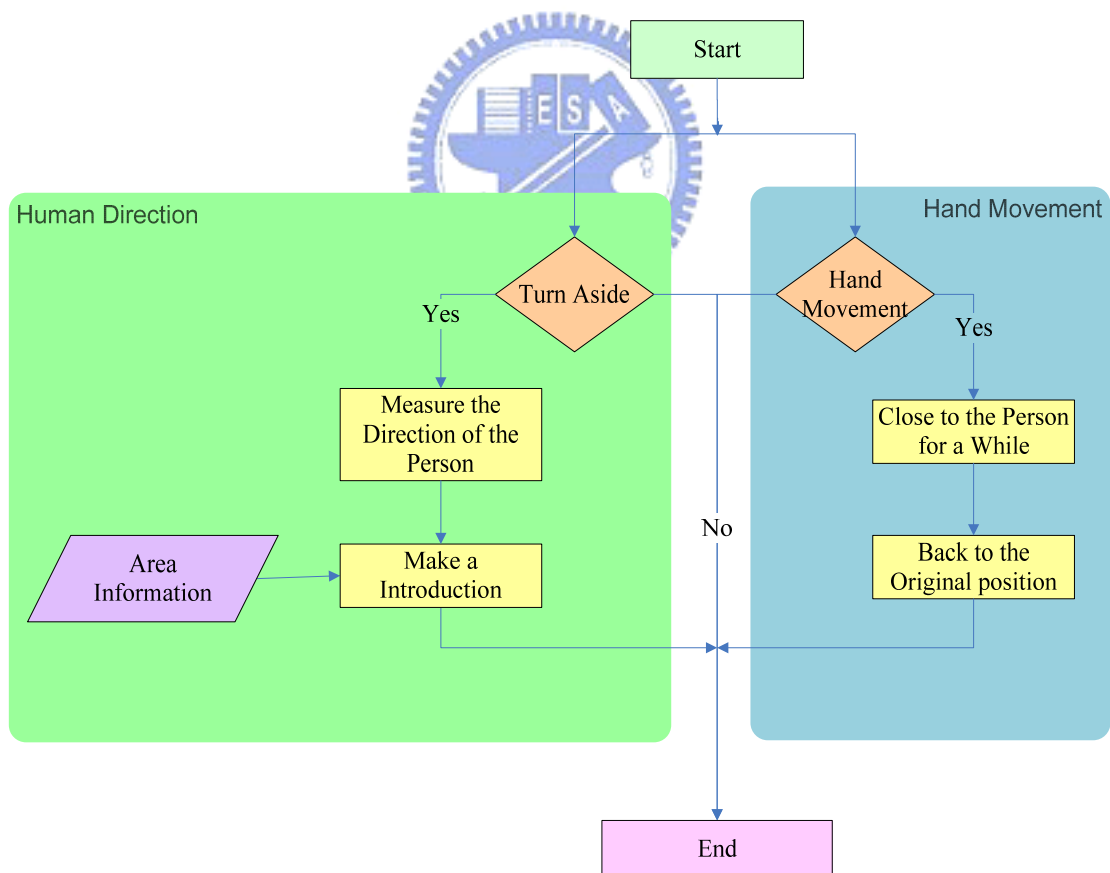 Start
E S A
Human Direction
Hand Movement
Turn Aside
Hand
Movement
Yes
Yes
Measure the
Direction of the
Person
Close to the Person
for a While
No
Area
Information
Make a
Introduction
Back to the
Original position
End